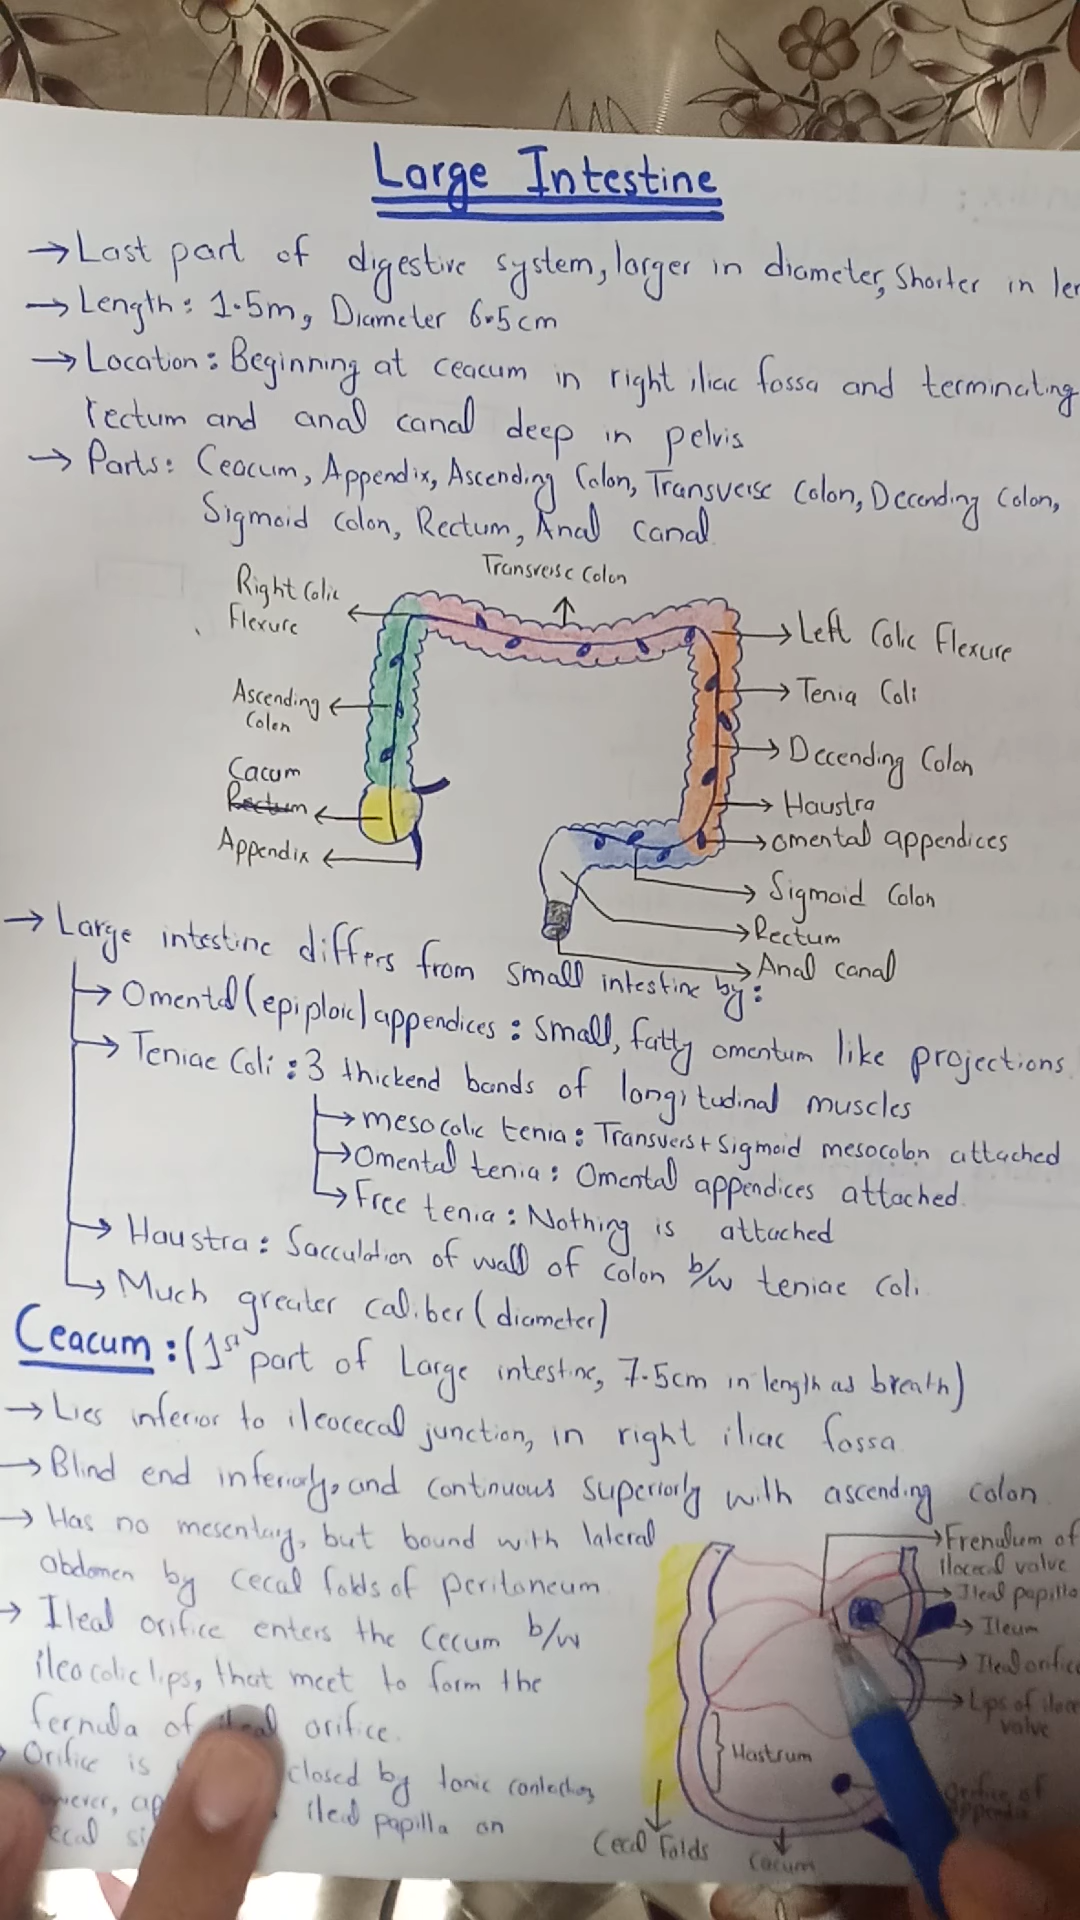 Large Intestine
→ Last part of digestive system, larger in diameter, Shorter in
→ Length: 1.5m, Diameter 6.5cm
→ Location: Beginning at ceacum in right iliac fossa and terminating
rectum and anal canal deep in pelvis
→ Parts: Ceacum, Appendix, Ascending Colon, Transverse Colon, Decending Colon,
Sigmoid Colon, Rectum, Anal canal
Transverse Colon
Right Colic
Flexure
Left Colic Flexure
Ascending
Colon
Tenia Coli
Decending Colon
Cacum
Rectum
Haustra
Appendix
omental appendices
Sigmoid Colon
Rectum
Anal canal
→ Large intestine differs from small intestine by:
→ Omental (epiploic) appendices: Small, fatty omentum like projections
→ Teniae Coli: 3 thickend bands of longitudinal muscles
→ mesocolic tenia: Transvers + Sigmoid mesocolon attached
→ Omental tenia: Omental appendices attached.
→ Free tenia: Nothing is attached
→ Haustra: Sacculation of wall of colon b/w teniae coli
→ Much greater caliber (diameter)
Ceacum: (1st part of Large intestine, 7.5cm in length as breath)
→ Lies inferior to ileocecal junction, in right iliac fossa
→ Blind end inferiorly, and continuous superiorly with ascending colon
→ Has no mesentary, but bound with lateral
abdomen by cecal folds of peritoneum
→ Ileal orifice enters the Cecum b/w
ileocolic lips, that meet to form the
fernula of ileal orifice.
Orifice is closed by tonic
ileal papilla on
Frenulum of
Ilocecal valve
Ileal papilla
Ileum
Ileal orifice
Lips of
valve
Hastrum
Orifice of
Cecal Folds
Cacum